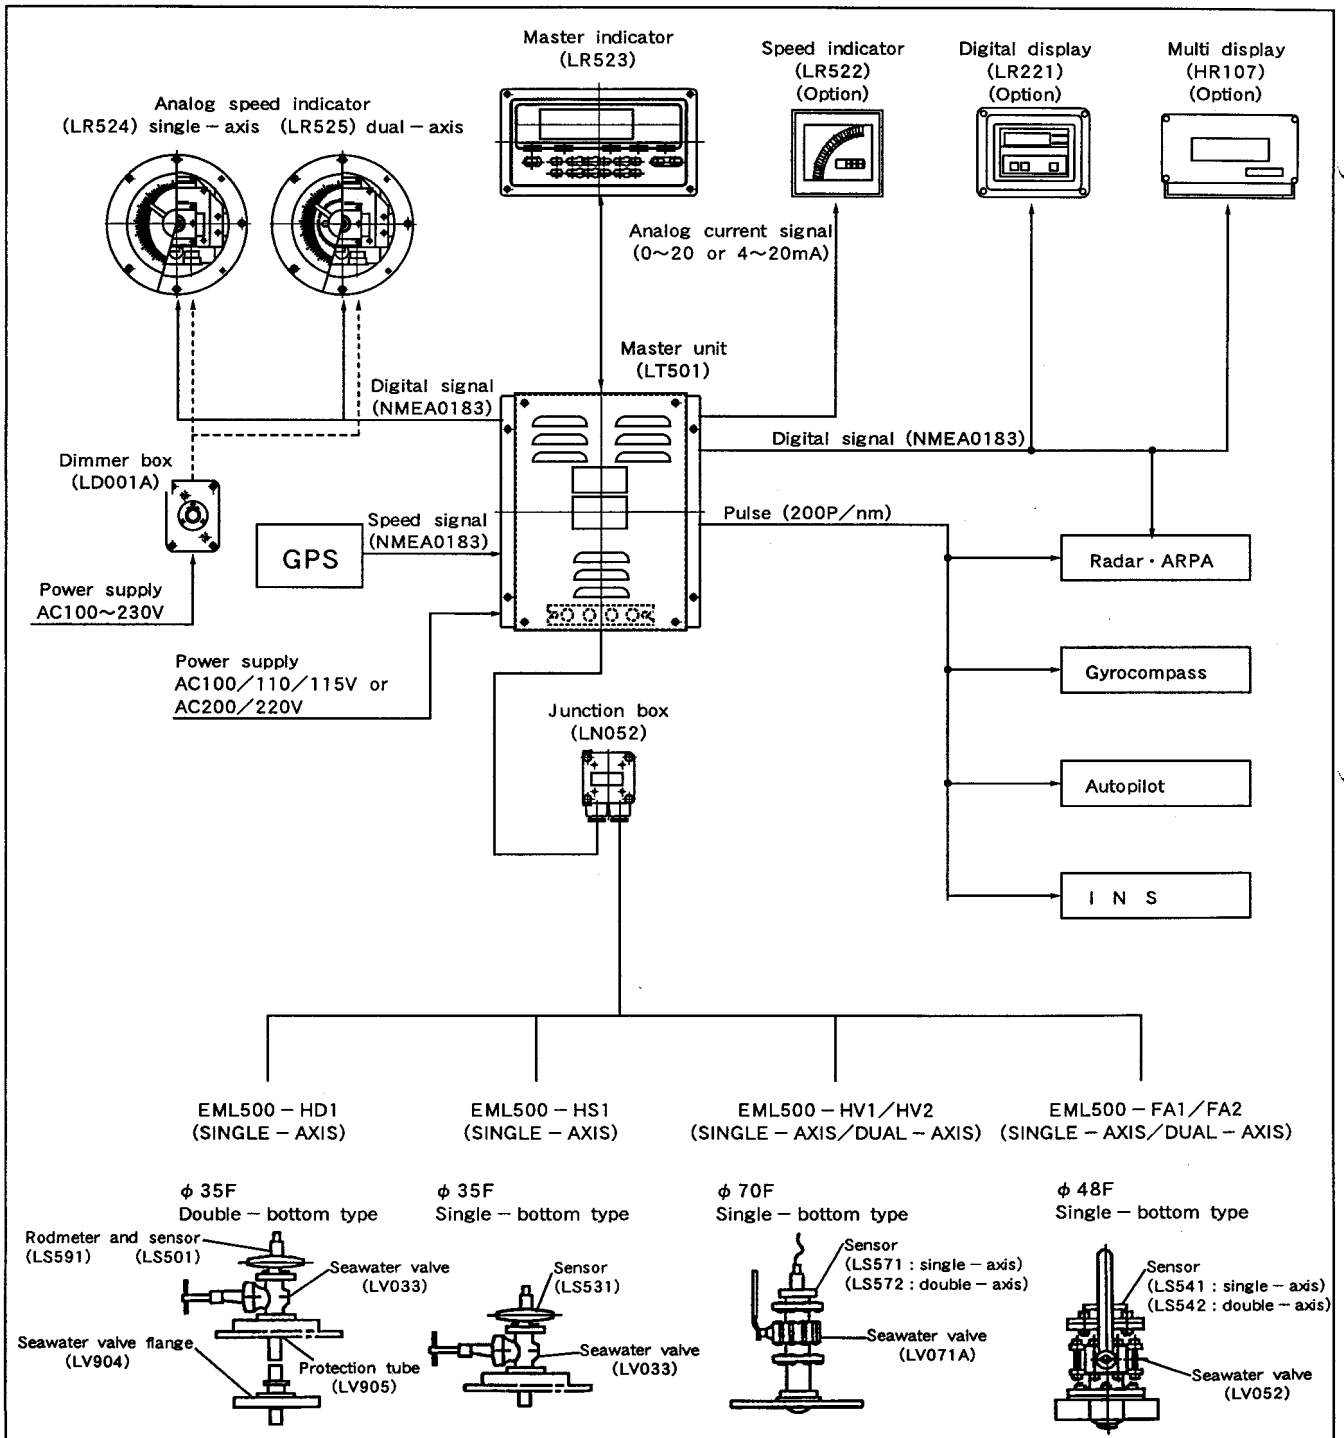 Master indicator
(LR523)
Speed indicator
(LR522)
(Option)
Digital display
(LR221)
(Option)
Multi display
(HR107)
(Option)
Analog speed indicator
(LR524) single-axis (LR525) dual-axis
Analog current signal
(0~20 or 4~20mA)
Master unit
(LT501)
Digital signal
(NMEA0183)
Digital signal (NMEA0183)
Dimmer box
(LD001A)
Speed signal
(NMEA0183)
GPS
Pulse (200P/nm)
Radar・ARPA
Power supply
AC100~230V
Power supply
AC100/110/115V or
AC200/220V
Gyrocompass
Junction box
(LN052)
Autopilot
I N S
EML500-HD1
(SINGLE-AXIS)
EML500-HS1
(SINGLE-AXIS)
EML500-HV1/HV2
(SINGLE-AXIS/DUAL-AXIS)
EML500-FA1/FA2
(SINGLE-AXIS/DUAL-AXIS)
φ35F
Double-bottom type
φ35F
Single-bottom type
φ70F
Single-bottom type
φ48F
Single-bottom type
Rodmeter and sensor
(LS591) (LS501)
Seawater valve
(LV033)
Seawater valve flange
(LV904)
Protection tube
(LV905)
Sensor
(LS531)
Seawater valve
(LV033)
Sensor
(LS571 : single-axis)
(LS572 : double-axis)
Seawater valve
(LV071A)
Sensor
(LS541 : single-axis)
(LS542 : double-axis)
Seawater valve
(LV052)